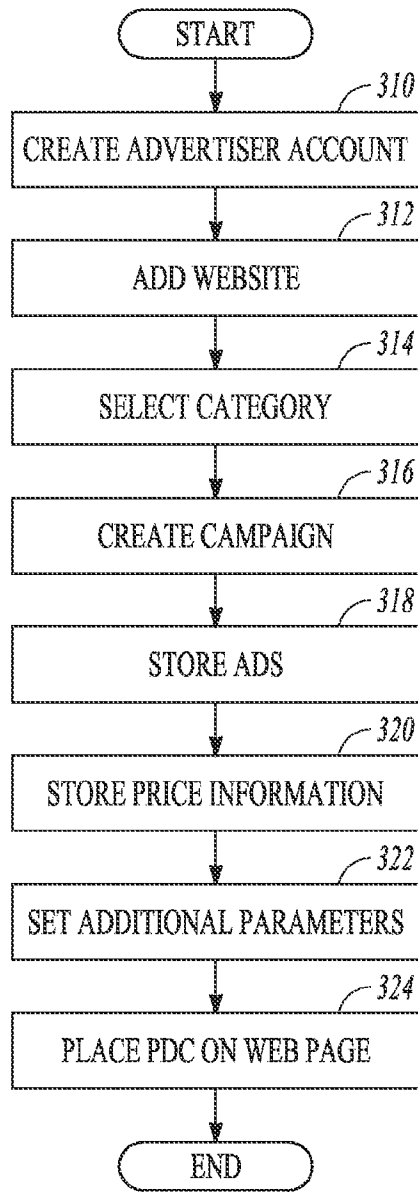 START
310
CREATE ADVERTISER ACCOUNT
312
ADD WEBSITE
314
SELECT CATEGORY
316
CREATE CAMPAIGN
318
STORE ADS
320
STORE PRICE INFORMATION
322
SET ADDITIONAL PARAMETERS
324
PLACE PDC ON WEB PAGE
END